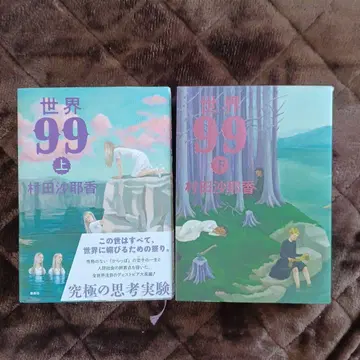 世界
99
上
村田沙耶香
この世はすべて、
世界に媚びるための祭り。
究極の思考実験
世界
99
下
村田沙耶香